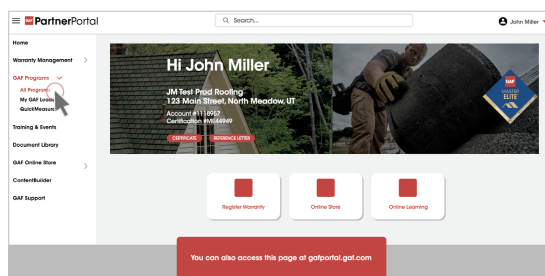 GAF PartnerPortal
Search...
John Miller
Home
Warranty Management
GAF Programs
All Programs
My GAF Leads
QuickMeasure
Training & Events
Document Library
GAF Online Store
ContentBuilder
GAF Support
Hi John Miller
JM Test Prod Roofing
123 Main Street, North Meadow, UT
Account #1118957
Certification #ME44949
CERTIFICATE
REFERENCE LETTER
GAF
MASTER
ELITE
Register Warranty
Online Store
Online Learning
You can also access this page at gafportal.gaf.com